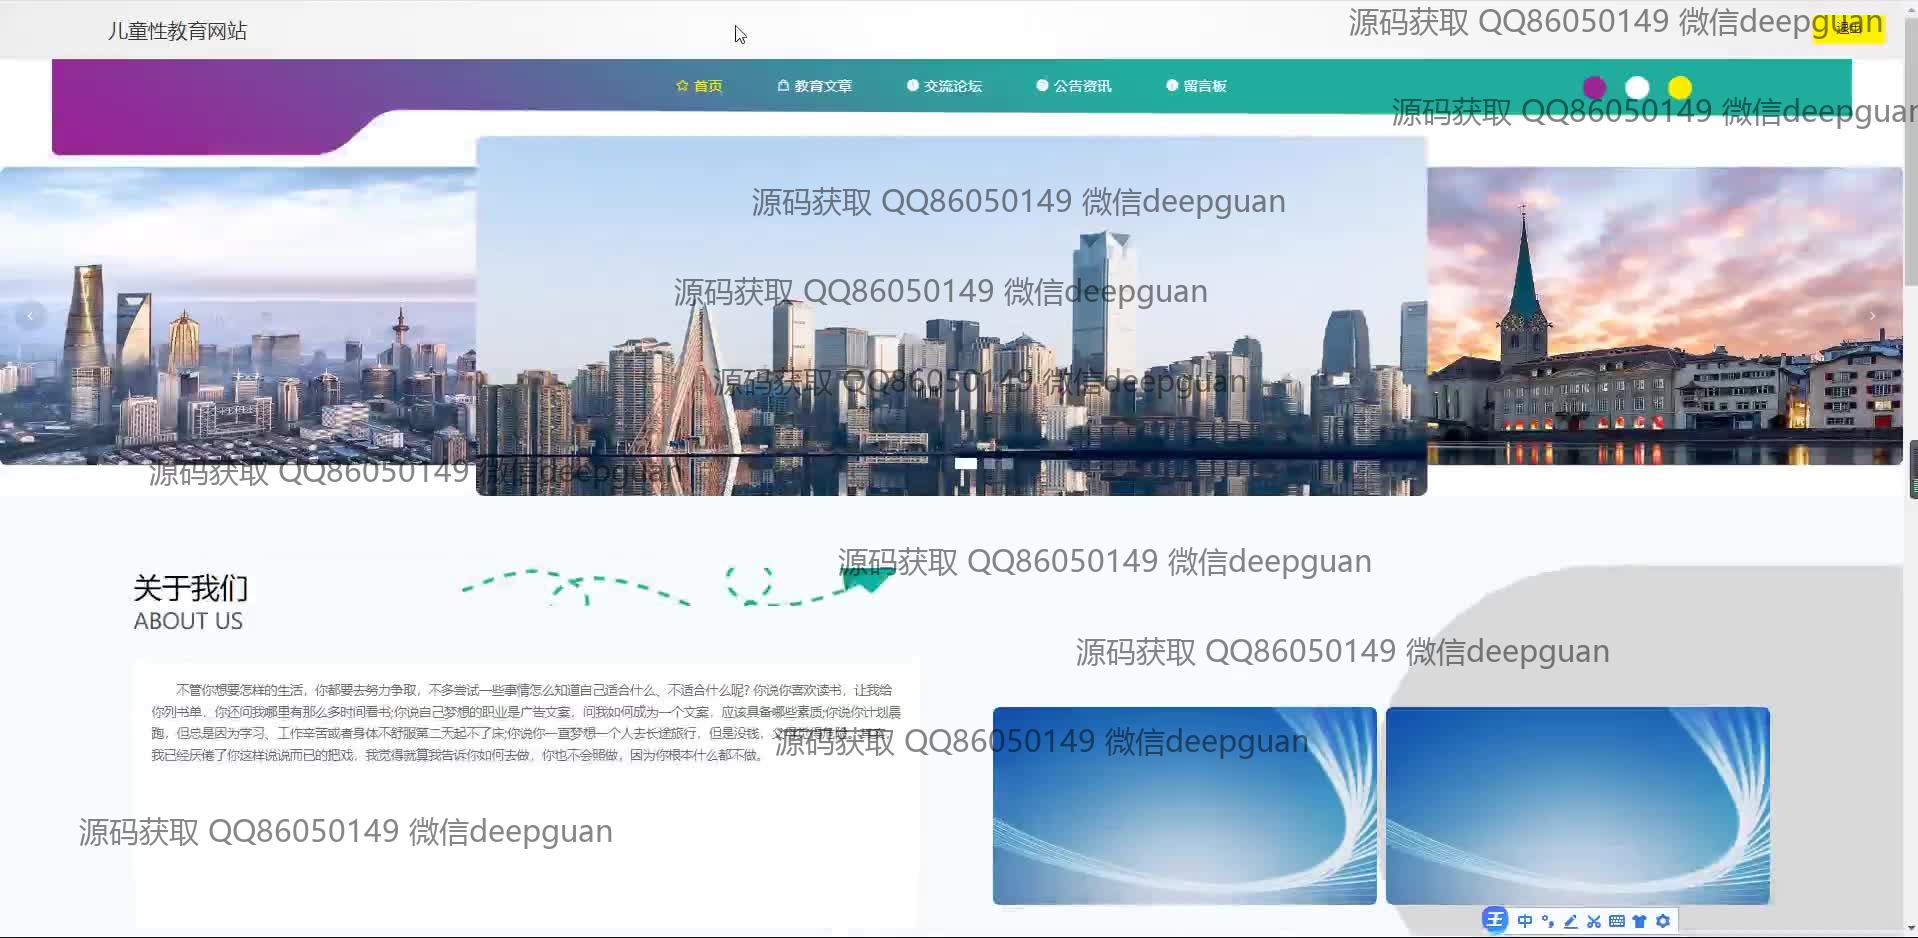 儿童性教育网站
源码获取 QQ86050149 微信deepguan
退出
首页
教育文章
交流论坛
公告资讯
留言板
源码获取 QQ86050149 微信deepguan
源码获取 QQ86050149 微信deepguan
源码获取 QQ86050149 微信deepguan
源码获取 QQ86050149 微信deepguan
源码获取 QQ86050149 微信deepguan
源码获取 QQ86050149 微信deepguan
关于我们
ABOUT US
源码获取 QQ86050149 微信deepguan
不管你想要怎样的生活，你都要去努力争取，不多尝试一些事情怎么知道自己适合什么、不适合什么呢? 你说你喜欢读书，让我给
你列书单，你还问我哪里有那么多时间看书;你说自己梦想的职业是广告文案，问我如何成为一个文案，应该具备哪些素质;你说你计划晨
跑，但总是因为学习、工作辛苦或者身体不舒服第二天起不了床;你说你一直梦想一个人去长途旅行，但是没钱，
我已经厌倦了你这样说说而已的把戏，我觉得就算我告诉你如何去做，你也不会照做，因为你根本什么都不做。
源码获取 QQ86050149 微信deepguan
源码获取 QQ86050149 微信deepguan
王 中